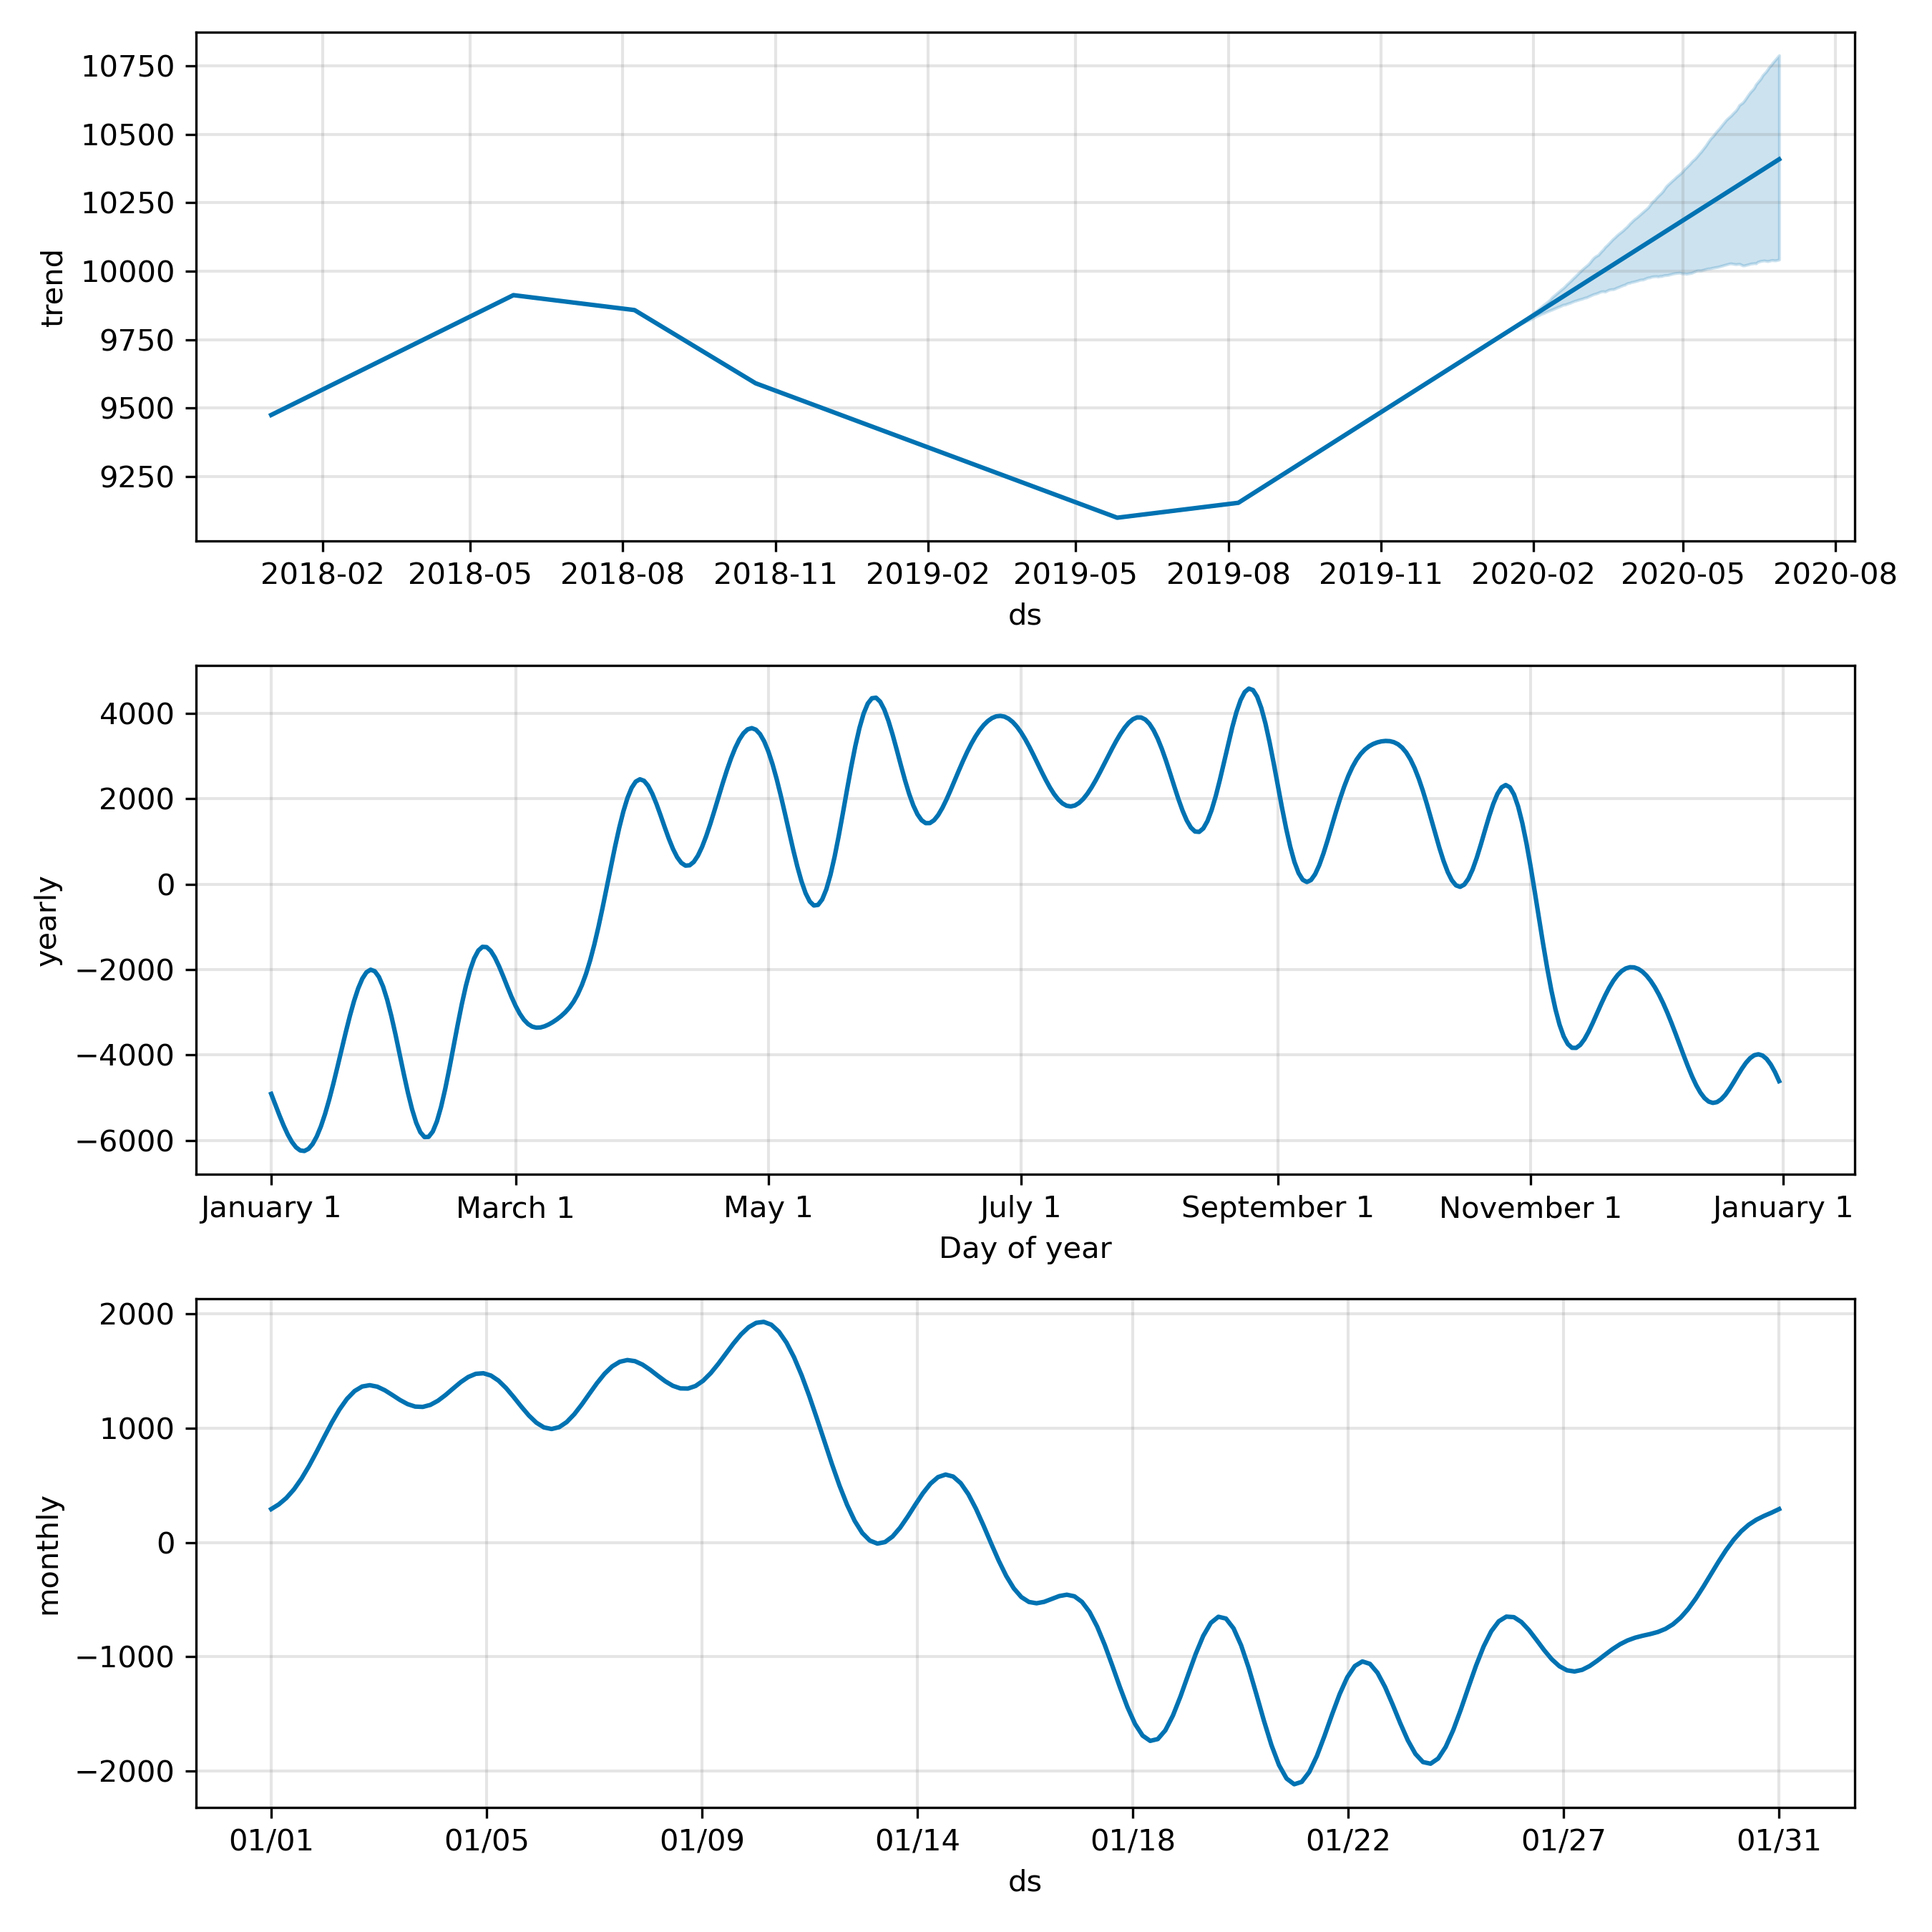 10750
10500
10250
10000
9750
9500
9250
trend
2018-02 2018-05 2018-08 2018-11 2019-02 2019-05 2019-08 2019-11 2020-02 2020-05 2020-08
ds
4000
2000
0
−2000
−4000
−6000
yearly
January 1 March 1 May 1 July 1 September 1 November 1 January 1
Day of year
2000
1000
0
−1000
−2000
monthly
01/01 01/05 01/09 01/14 01/18 01/22 01/27 01/31
ds